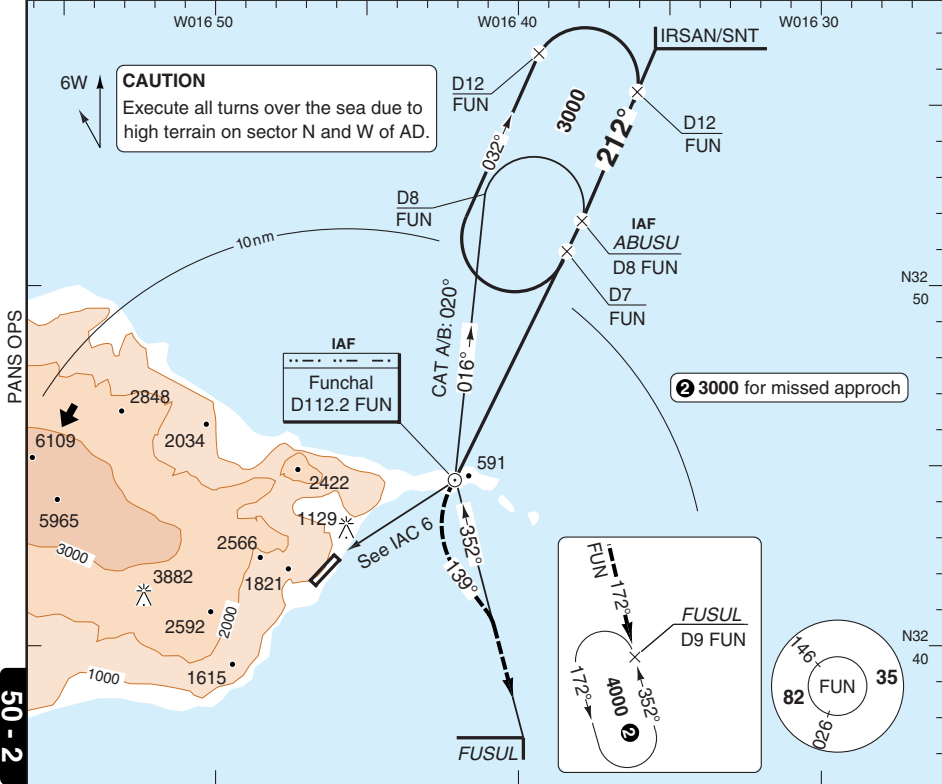 W016 50
W016 40
W016 30
IRSAN/SNT
6W
CAUTION
Execute all turns over the sea due to
high terrain on sector N and W of AD.
D12
FUN
3000
212°
D12
FUN
032°
D8
FUN
10nm
IAF
ABUSU
D8 FUN
D7
FUN
N32
50
PANS OPS
CAT A/B: 020°
016°
IAF
Funchal
D112.2 FUN
❷ 3000 for missed approch
2848
6109
2034
591
2422
5965
1129
See IAC 6
352°
3000
2566
139°
3882
1821
2592
2000
1615
1000
FUN
172°
FUSUL
D9 FUN
172°
4000 ❷
352°
N32
40
146
FUN
35
82
026
50 - 2
FUSUL